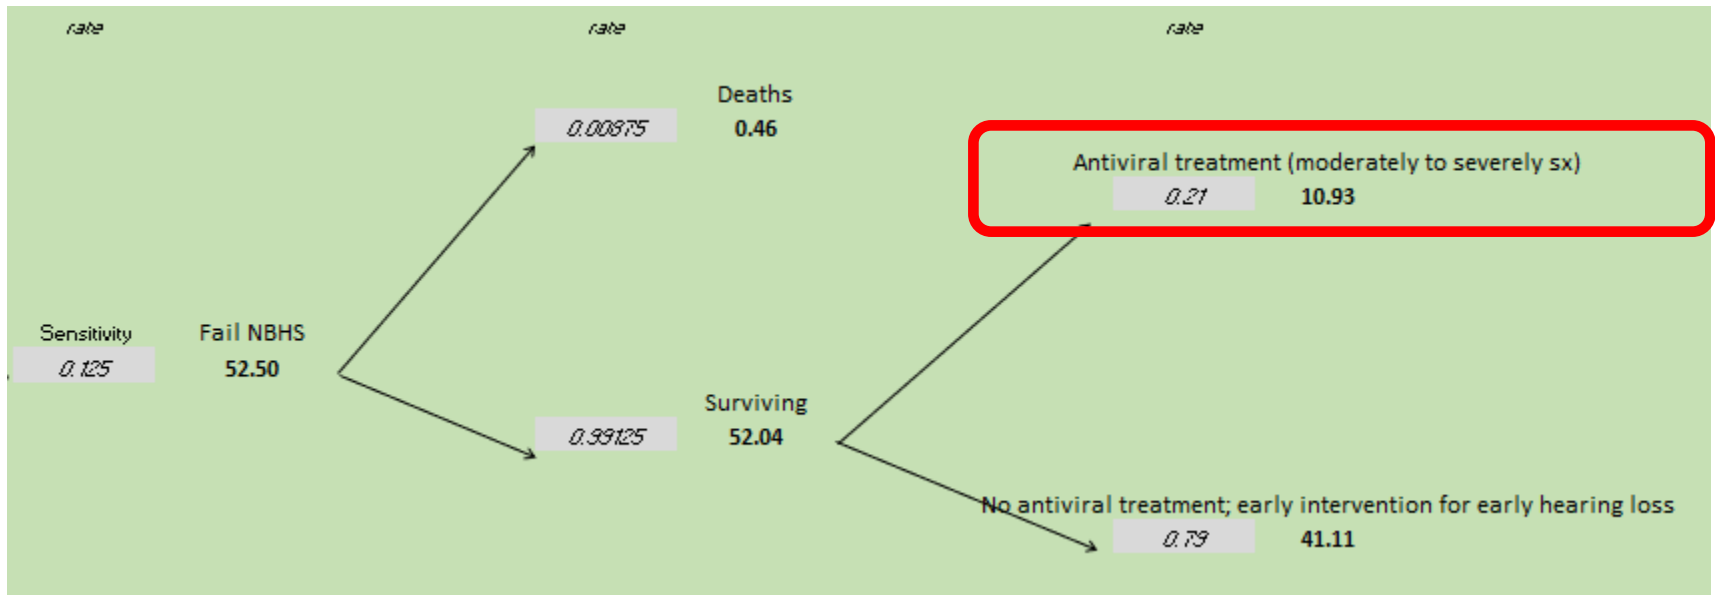 rate rate rate
Deaths
0.00875 0.46
Antiviral treatment (moderately to severely sx)
0.21 10.93
Sensitivity Fail NBHS
0.125 52.50
Surviving
0.99125 52.04
No antiviral treatment; early intervention for early hearing loss
0.79 41.11